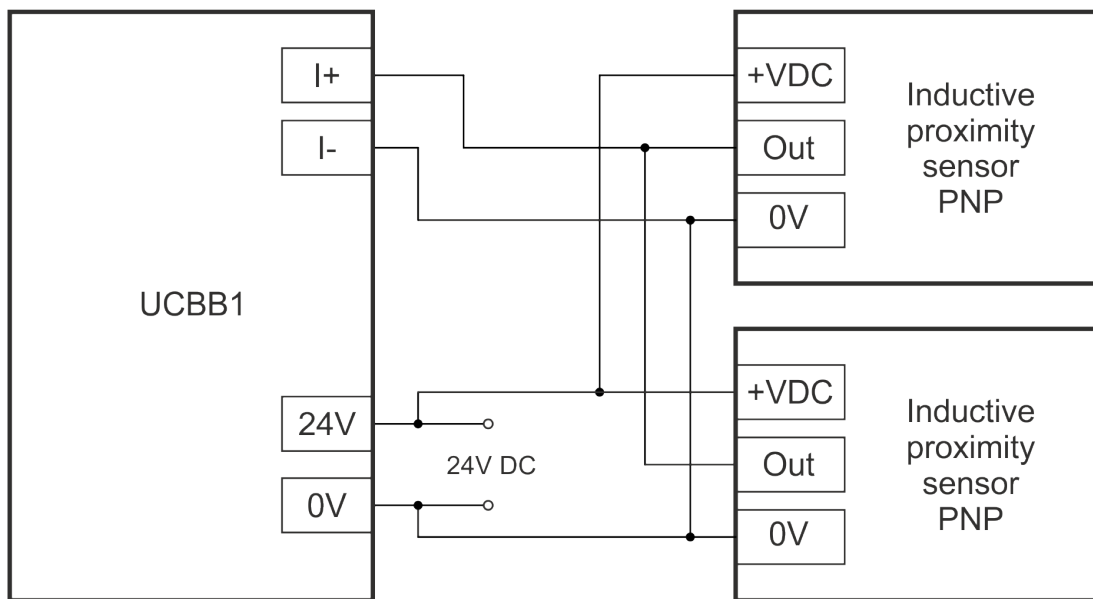 I+
I-
UCBB1
24V
0V
24V DC
+VDC
Out
0V
Inductive
proximity
sensor
PNP
+VDC
Out
0V
Inductive
proximity
sensor
PNP